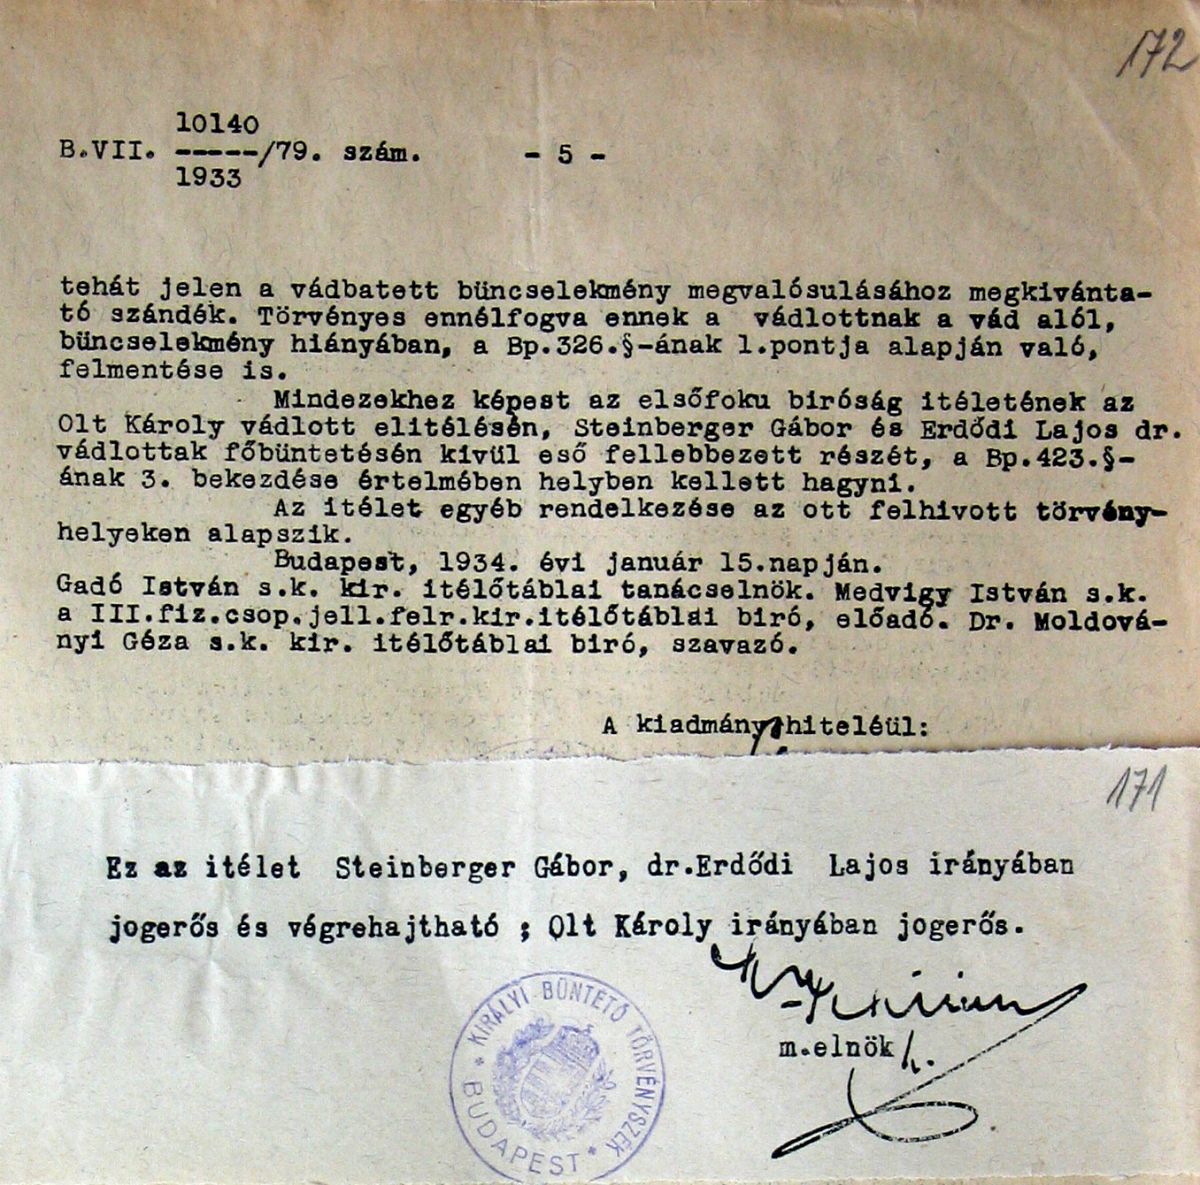 172
10140
B.VII. -----/79. szám. - 5 -
1933
tehát jelen a vádbatett büncselekmény megvalósulásához megkivánta-
tó szándék. Törvényes ennélfogva ennek a vádlottnak a vád alól,
büncselekmény hiányában, a Bp.326.§-ának 1.pontja alapján való,
felmentése is.
Mindezekhez képest az elsőfoku biróság itéletének az
Olt Károly vádlott elitélésén, Steinberger Gábor és Erdődi Lajos dr.
vádlottak főbüntetésén kivül eső fellebbezett részét, a Bp.423.§-
ának 3. bekezdése értelmében helyben kellett hagyni.
Az itélet egyéb rendelkezése az ott felhivott törvény-
helyeken alapszik.
Budapest, 1934. évi január 15.napján.
Gadó István s.k. kir. itélőtáblai tanácselnök. Medvigy István s.k.
a III.fiz.csop.jell.felr.kir.itélőtáblai biró, előadó. Dr. Moldová-
nyi Géza s.k. kir. itélőtáblai biró, szavazó.
A kiadmány hiteléül:
171
Ez az itélet Steinberger Gábor, dr.Erdődi Lajos irányában
jogerős és végrehajtható ; Olt Károly irányában jogerős.
m.elnök h.
* KIRÁLYI BÜNTETŐ TÖRVÉNYSZÉK *
BUDAPEST